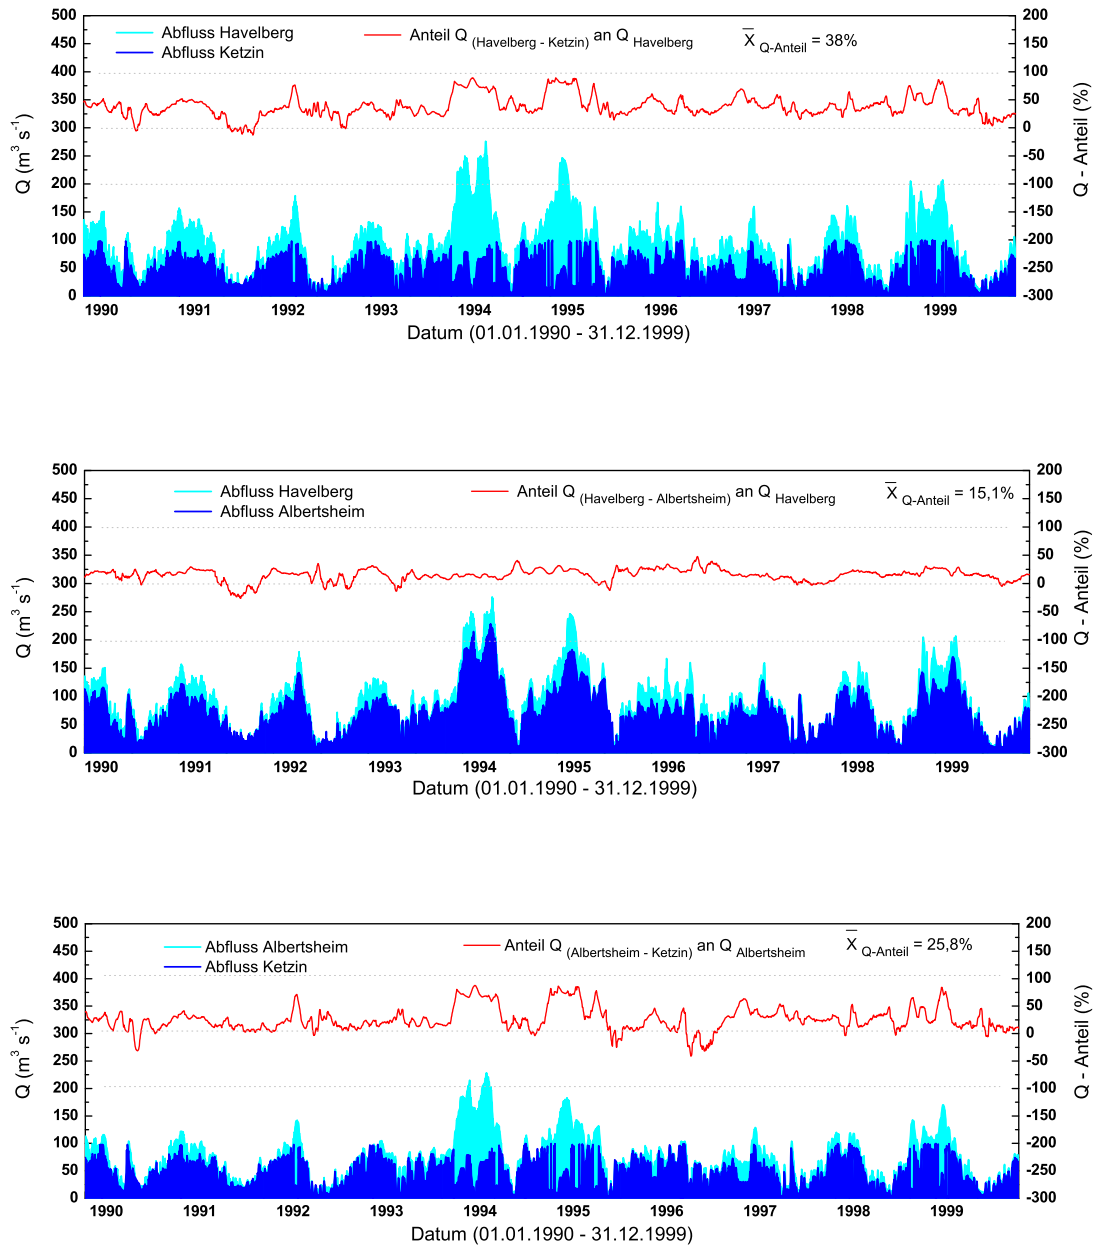 500
450
400
350
300
250
200
150
100
50
0
Q (m³ s⁻¹)
Abfluss Havelberg
Abfluss Ketzin
Anteil Q (Havelberg - Ketzin) an Q Havelberg
X̅ Q-Anteil = 38%
200
150
100
50
0
-50
-100
-150
-200
-250
-300
Q - Anteil (%)
1990 1991 1992 1993 1994 1995 1996 1997 1998 1999
Datum (01.01.1990 - 31.12.1999)
500
450
400
350
300
250
200
150
100
50
0
Q (m³ s⁻¹)
Abfluss Havelberg
Abfluss Albertsheim
Anteil Q (Havelberg - Albertsheim) an Q Havelberg
X̅ Q-Anteil = 15,1%
200
150
100
50
0
-50
-100
-150
-200
-250
-300
Q - Anteil (%)
1990 1991 1992 1993 1994 1995 1996 1997 1998 1999
Datum (01.01.1990 - 31.12.1999)
500
450
400
350
300
250
200
150
100
50
0
Q (m³ s⁻¹)
Abfluss Albertsheim
Abfluss Ketzin
Anteil Q (Albertsheim - Ketzin) an Q Albertsheim
X̅ Q-Anteil = 25,8%
200
150
100
50
0
-50
-100
-150
-200
-250
-300
Q - Anteil (%)
1990 1991 1992 1993 1994 1995 1996 1997 1998 1999
Datum (01.01.1990 - 31.12.1999)